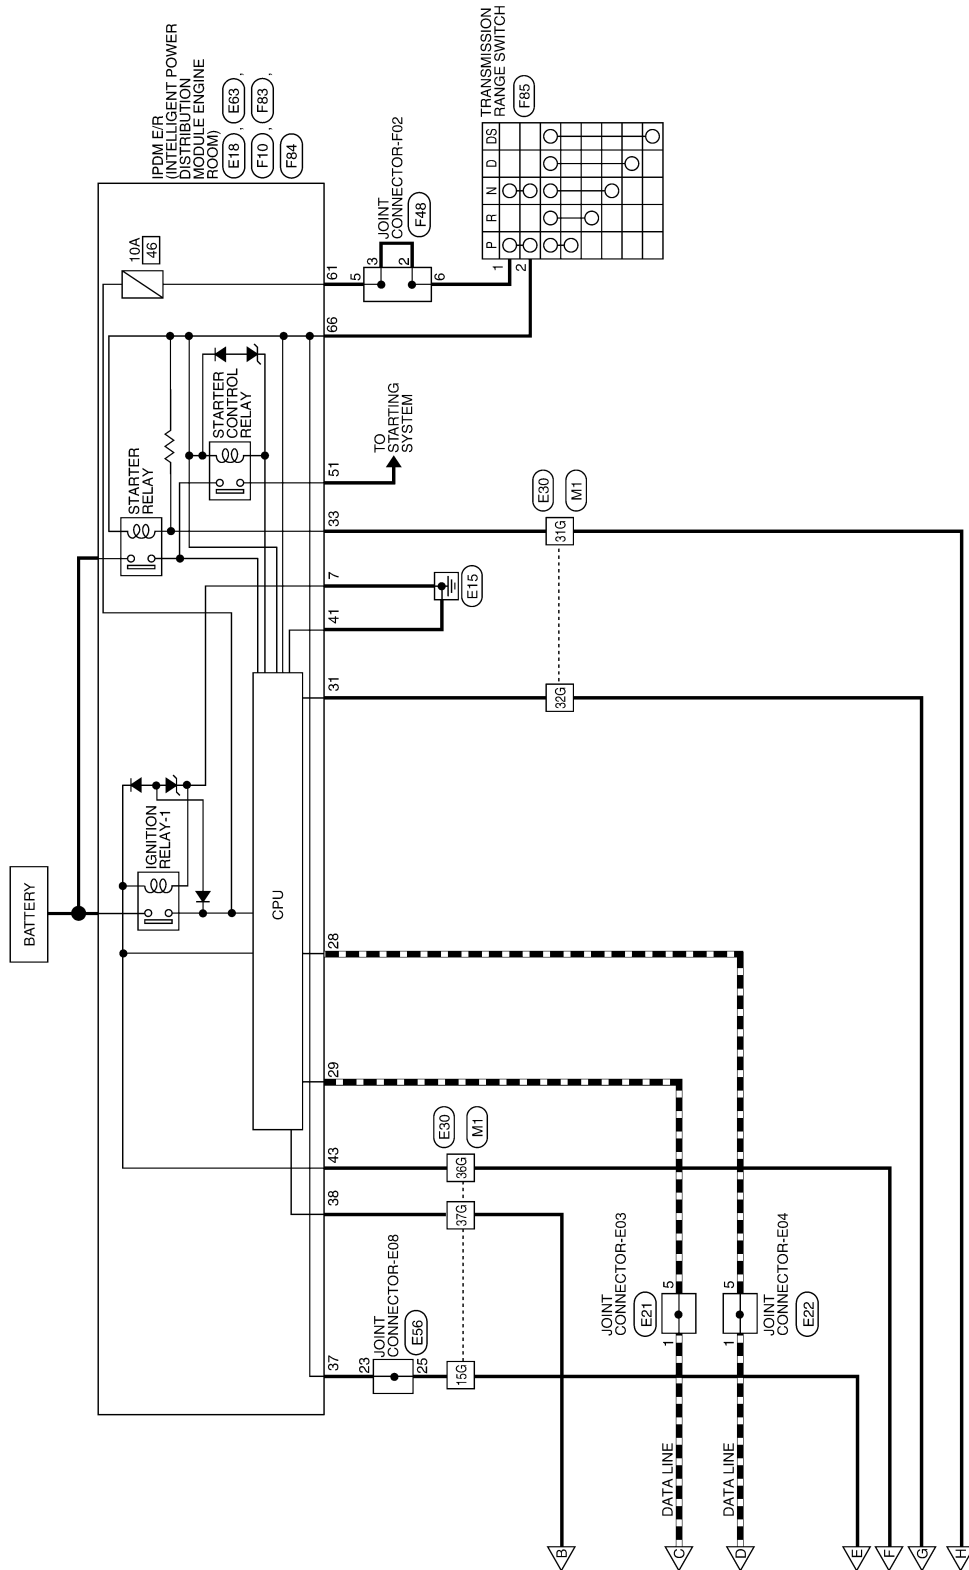 BATTERY
IPDM E/R
(INTELLIGENT POWER
DISTRIBUTION
MODULE ENGINE
ROOM)
E18 , E63 ,
F10 , F83 ,
F84
IGNITION
RELAY-1
STARTER
RELAY
STARTER
CONTROL
RELAY
10A
46
CPU
37
38
43
29
28
31
41
7
33
51
66
61
23
JOINT
CONNECTOR-E08
E56
25
15G
37G
36G
E30
M1
E15
TO
STARTING
SYSTEM
5
3
2
6
JOINT
CONNECTOR-F02
F48
32G
31G
E30
M1
1
2
P R N D DS
TRANSMISSION
RANGE SWITCH
F85
JOINT
CONNECTOR-E03
E21
1
5
JOINT
CONNECTOR-E04
E22
1
5
DATA LINE
DATA LINE
B
C
D
E
F
G
H